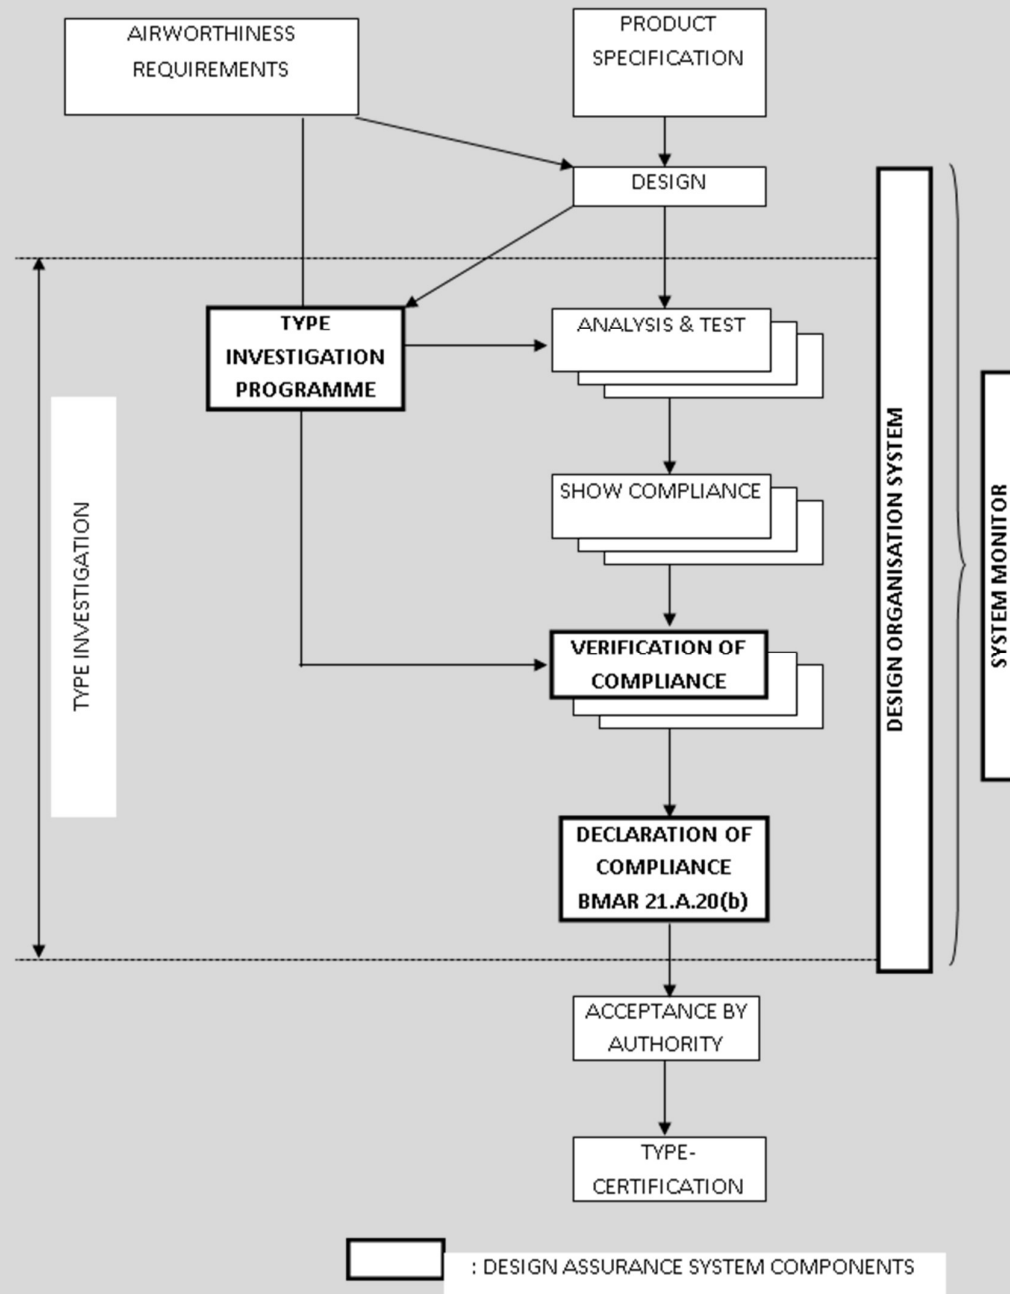 AIRWORTHINESS
REQUIREMENTS
PRODUCT
SPECIFICATION
DESIGN
TYPE
INVESTIGATION
PROGRAMME
ANALYSIS & TEST
SHOW COMPLIANCE
VERIFICATION OF
COMPLIANCE
DECLARATION OF
COMPLIANCE
BMAR 21.A.20(b)
ACCEPTANCE BY
AUTHORITY
TYPE-
CERTIFICATION
TYPE INVESTIGATION
DESIGN ORGANISATION SYSTEM
SYSTEM MONITOR
: DESIGN ASSURANCE SYSTEM COMPONENTS